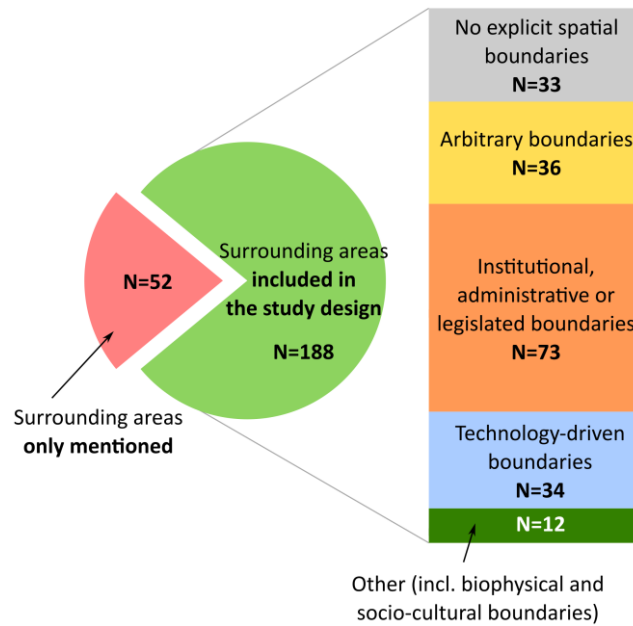 No explicit spatial
boundaries
N=33
Arbitrary boundaries
N=36
Institutional,
administrative or
legislated boundaries
N=73
Technology-driven
boundaries
N=34
N=12
Other (incl. biophysical and
socio-cultural boundaries)
Surrounding areas
included in
the study design
N=188
N=52
Surrounding areas
only mentioned